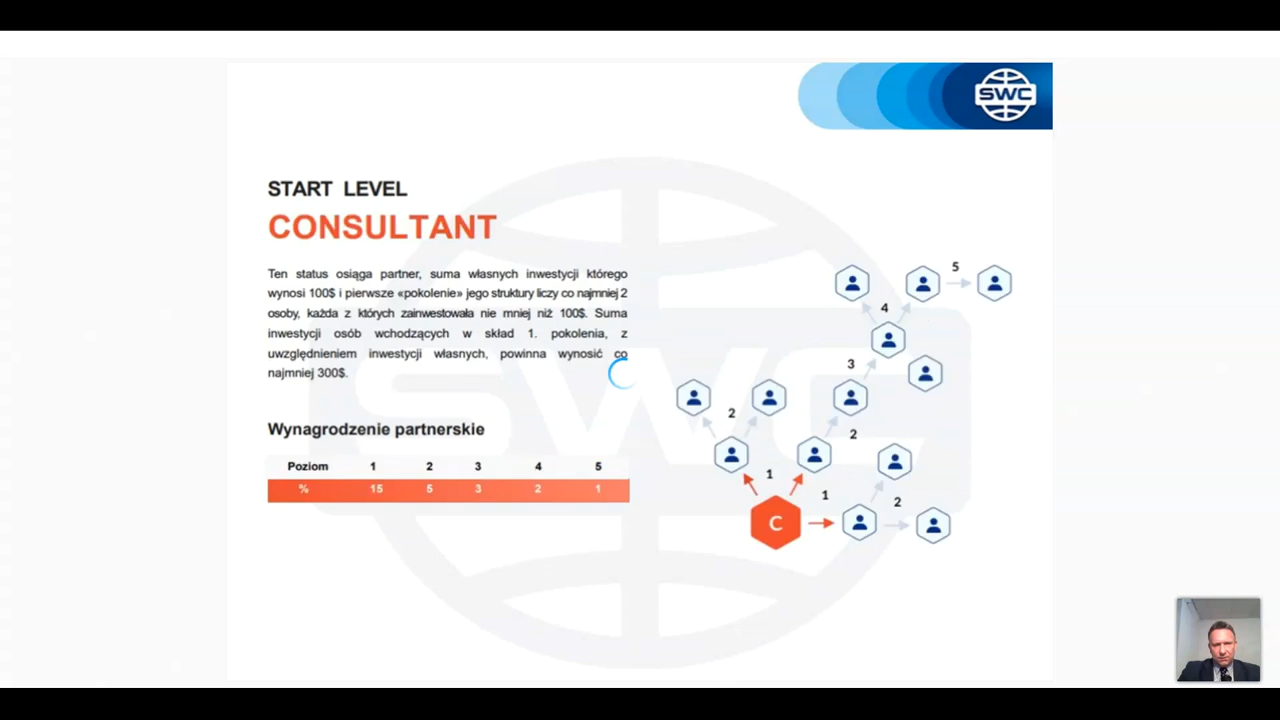 SWC
START LEVEL
CONSULTANT
Ten status osiąga partner, suma własnych inwestycji którego
wynosi 100$ i pierwsze «pokolenie» jego struktury liczy co najmniej 2
osoby, każda z których zainwestowała nie mniej niż 100$. Suma
inwestycji osób wchodzących w skład 1. pokolenia, z
uwzględnieniem inwestycji własnych, powinna wynosić co
najmniej 300$.
Wynagrodzenie partnerskie
Poziom 1 2 3 4 5
% 15 5 3 2 1
5
4
3
2
2
1
1
2
C
SWC